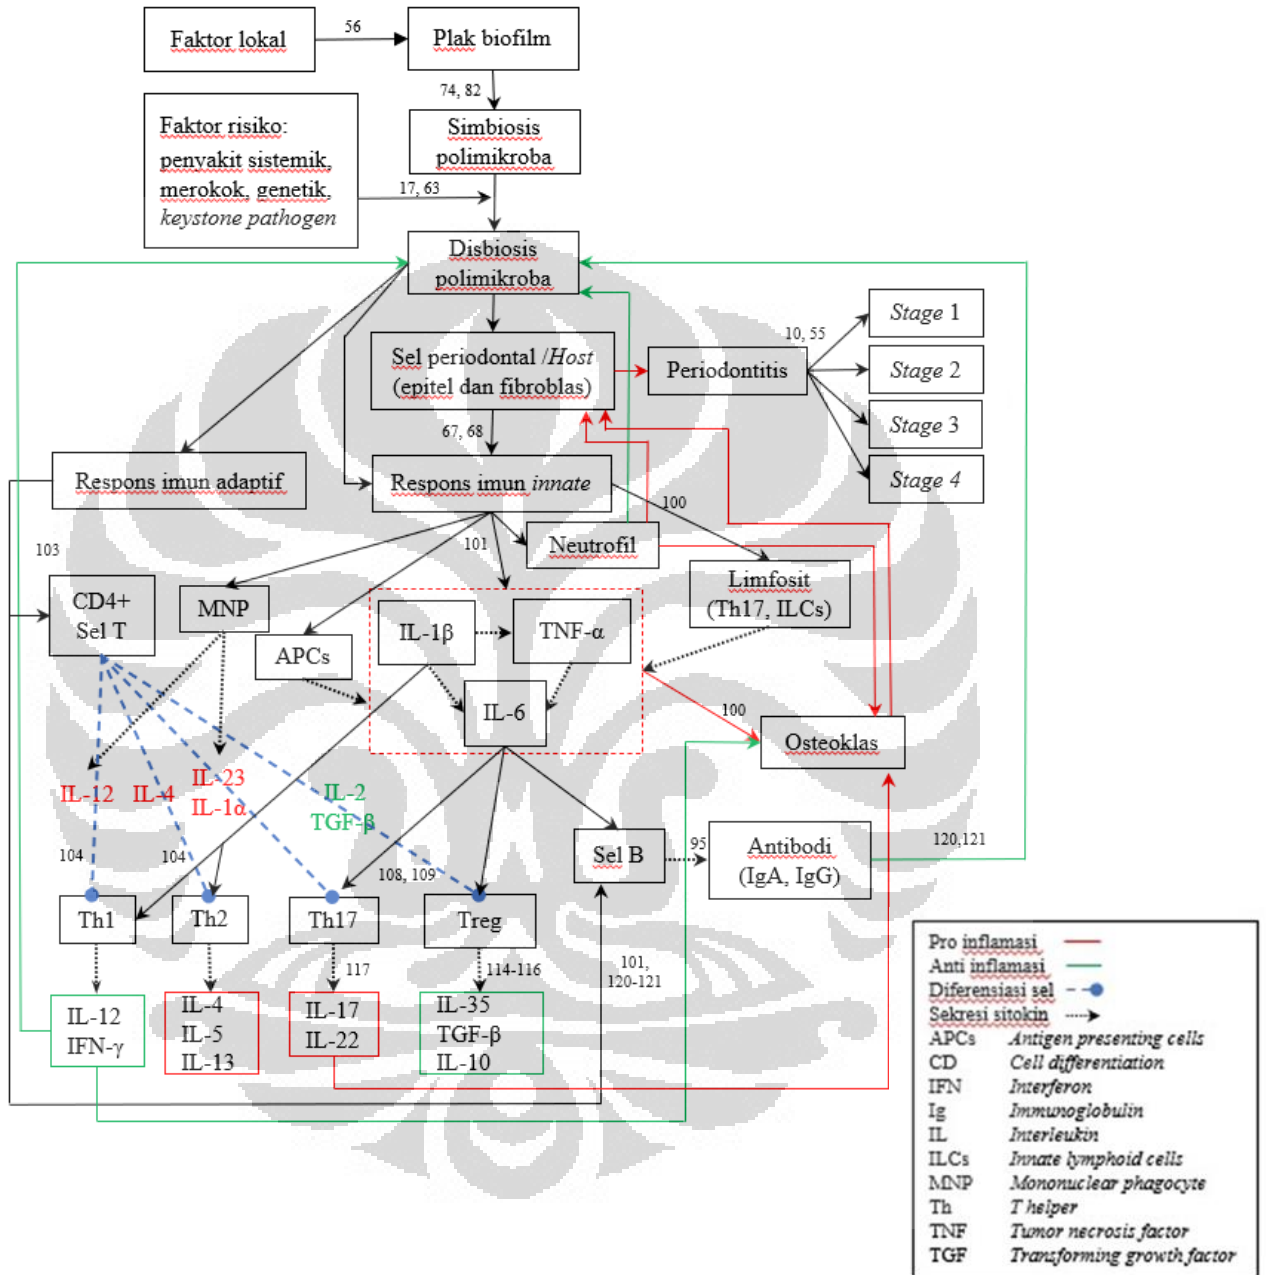 Faktor lokal
56
Plak biofilm
74, 82
Faktor risiko:
penyakit sistemik,
merokok, genetik,
keystone pathogen
Simbiosis
polimikroba
17, 63
Disbiosis
polimikroba
Sel periodontal /Host
(epitel dan fibroblas)
Periodontitis
10, 55
Stage 1
Stage 2
Stage 3
Stage 4
67, 68
Respons imun adaptif
Respons imun innate
100
101
Neutrofil
103
CD4+
Sel T
MNP
APCs
Limfosit
(Th17, ILCs)
IL-1β
TNF-α
IL-6
100
Osteoklas
IL-12
IL-4
IL-23
IL-1α
IL-2
TGF-β
104
104
108, 109
Sel B
95
Antibodi
(IgA, IgG)
120,121
Th1
Th2
Th17
Treg
117
114-116
101,
120-121
IL-12
IFN-γ
IL-4
IL-5
IL-13
IL-17
IL-22
IL-35
TGF-β
IL-10
Pro inflamasi
Anti inflamasi
Diferensiasi sel
Sekresi sitokin
APCs Antigen presenting cells
CD Cell differentiation
IFN Interferon
Ig Immunoglobulin
IL Interleukin
ILCs Innate lymphoid cells
MNP Mononuclear phagocyte
Th T helper
TNF Tumor necrosis factor
TGF Transforming growth factor